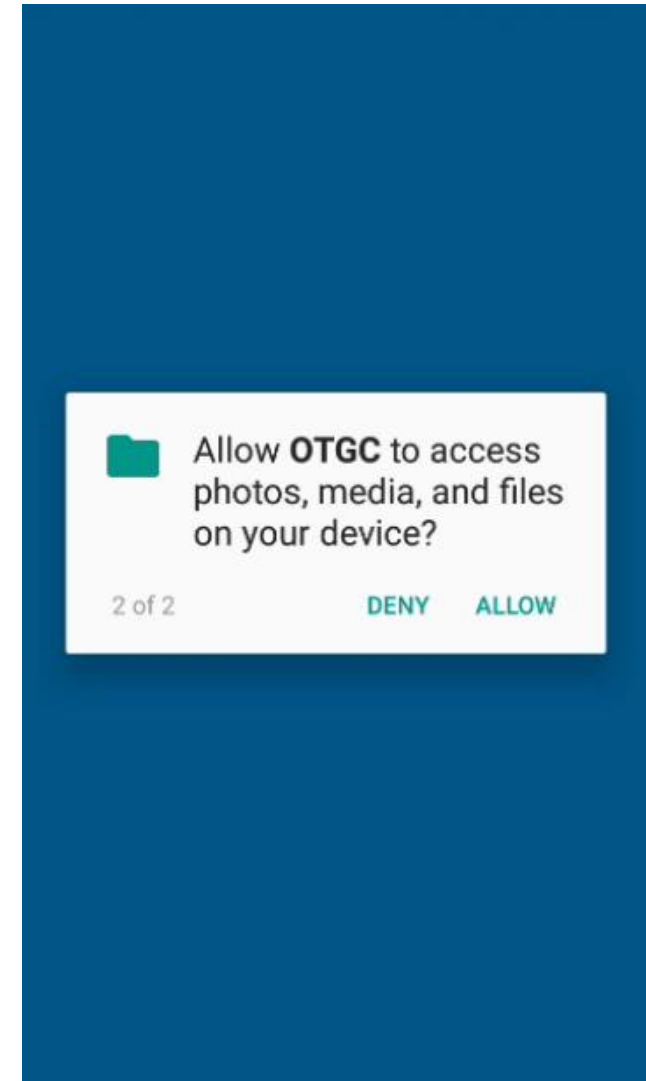 Allow OTGC to access
photos, media, and files
on your device?
2 of 2 DENY ALLOW